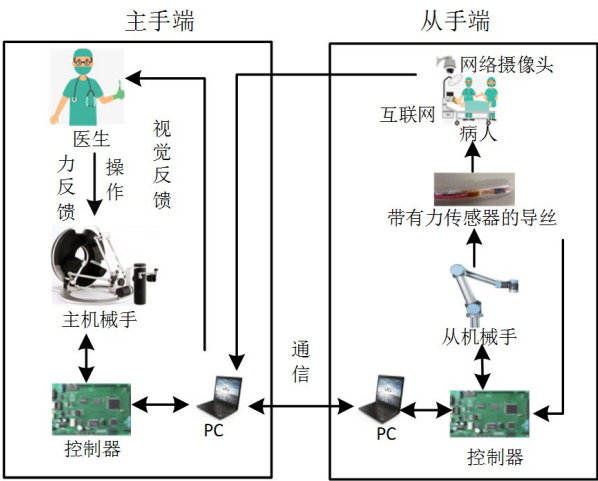 主手端
从手端
医生
力反馈
操作
视觉反馈
主机械手
控制器
PC
通信
网络摄像头
互联网
病人
带有力传感器的导丝
从机械手
PC
控制器